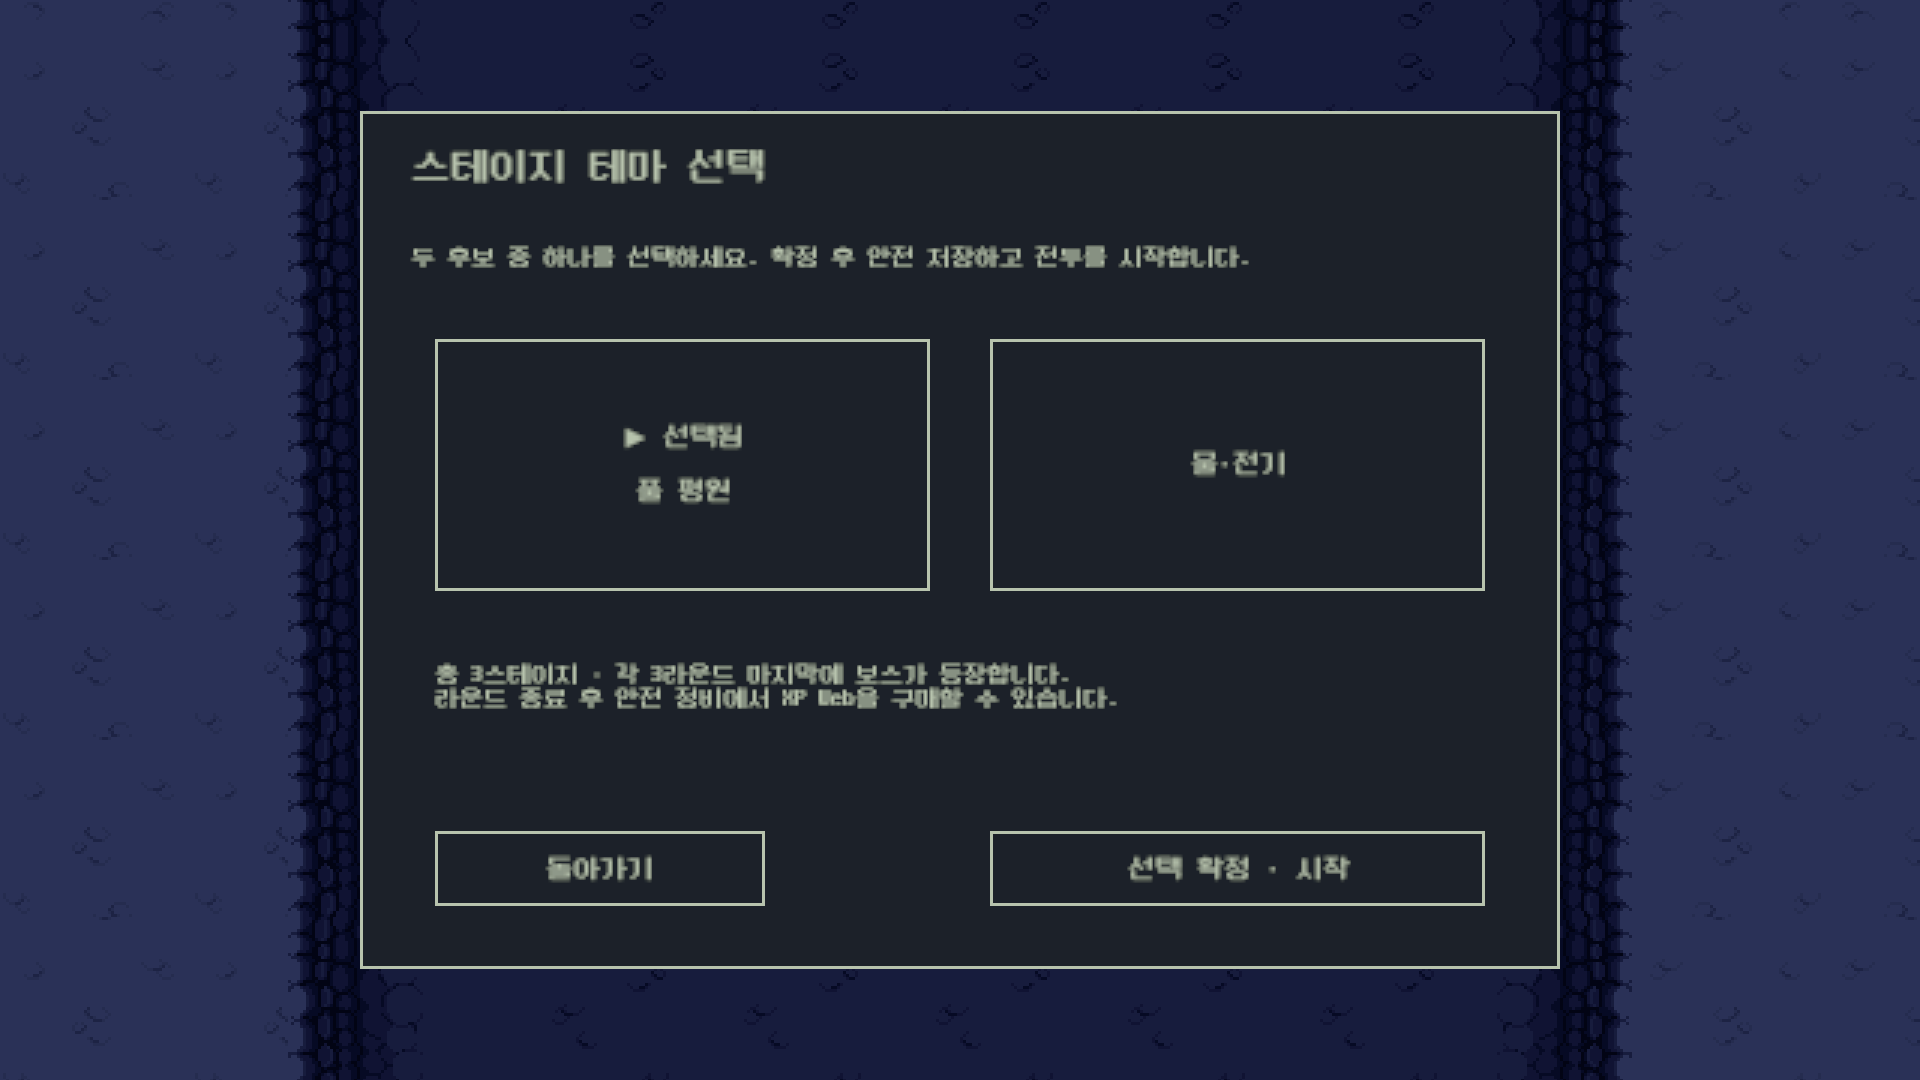 스테이지 테마 선택
두 후보 중 하나를 선택하세요. 확정 후 안전 저장하고 전투를 시작합니다.
▶ 선택됨
풀 평원
물·전기
총 3스테이지 · 각 3라운드 마지막에 보스가 등장합니다.
라운드 종료 후 안전 정비에서 XP Web을 구매할 수 있습니다.
돌아가기
선택 확정 · 시작